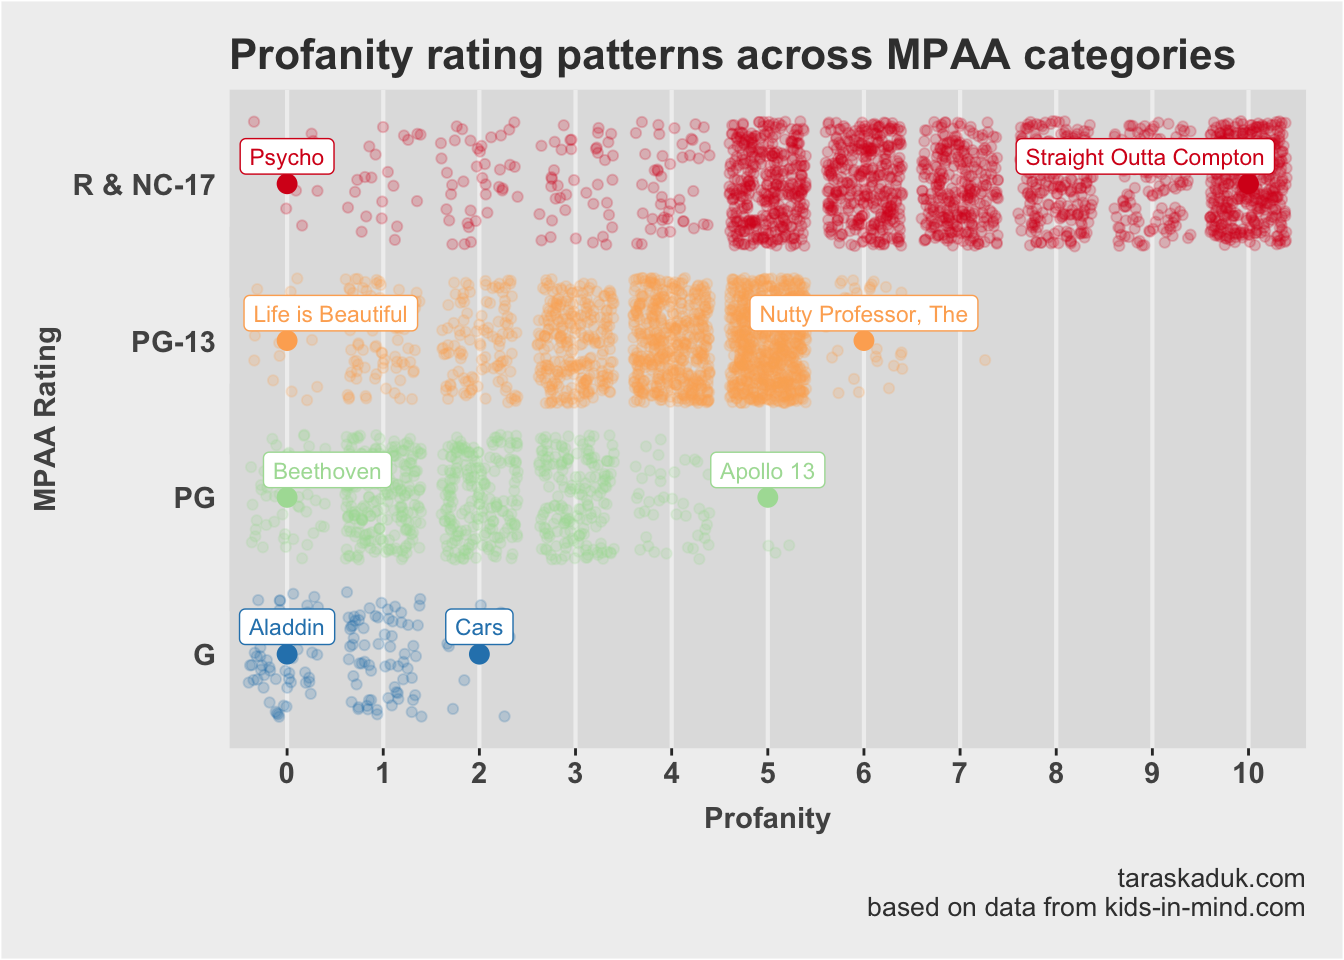 Profanity rating patterns across MPAA categories
R & NC-17
Psycho
Straight Outta Compton
PG-13
Life is Beautiful
Nutty Professor, The
PG
Beethoven
Apollo 13
G
Aladdin
Cars
MPAA Rating
0 1 2 3 4 5 6 7 8 9 10
Profanity
taraskaduk.com
based on data from kids-in-mind.com